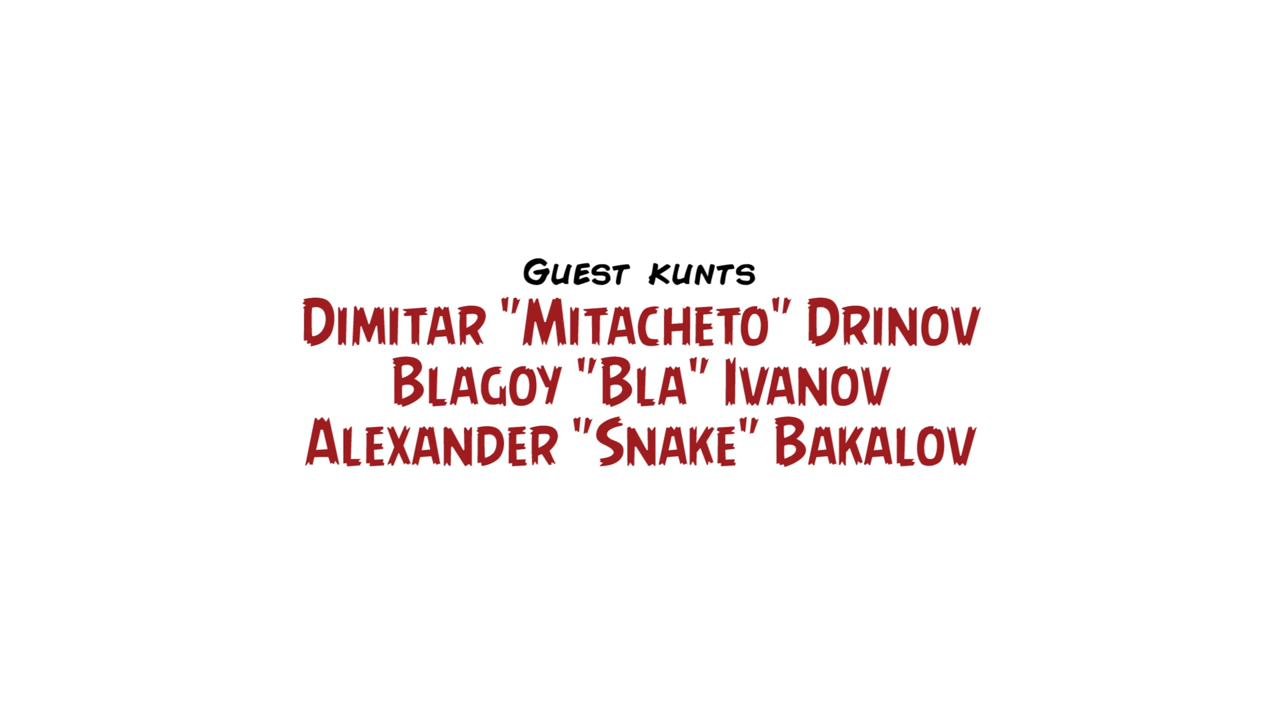 Guest kunts
Dimitar "Mitacheto" Drinov
Blagoy "Bla" Ivanov
Alexander "Snake" Bakalov